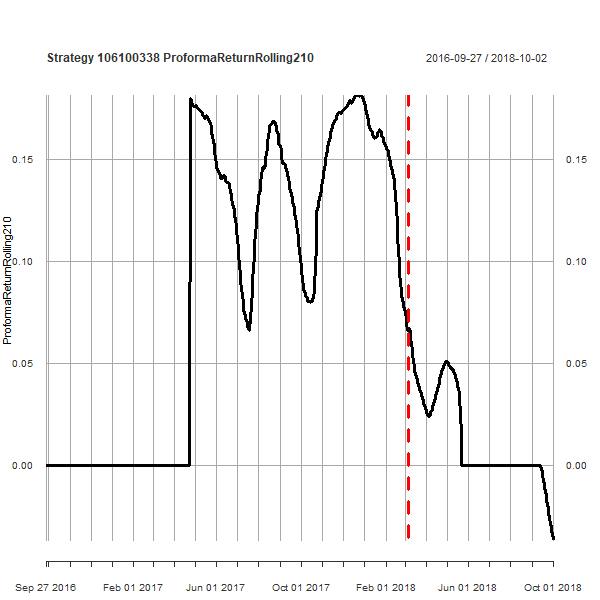 Strategy 106100338 ProformaReturnRolling210
2016-09-27 / 2018-10-02
ProformaReturnRolling210
0.15
0.10
0.05
0.00
0.15
0.10
0.05
0.00
Sep 27 2016
Feb 01 2017
Jun 01 2017
Oct 01 2017
Feb 01 2018
Jun 01 2018
Oct 01 2018